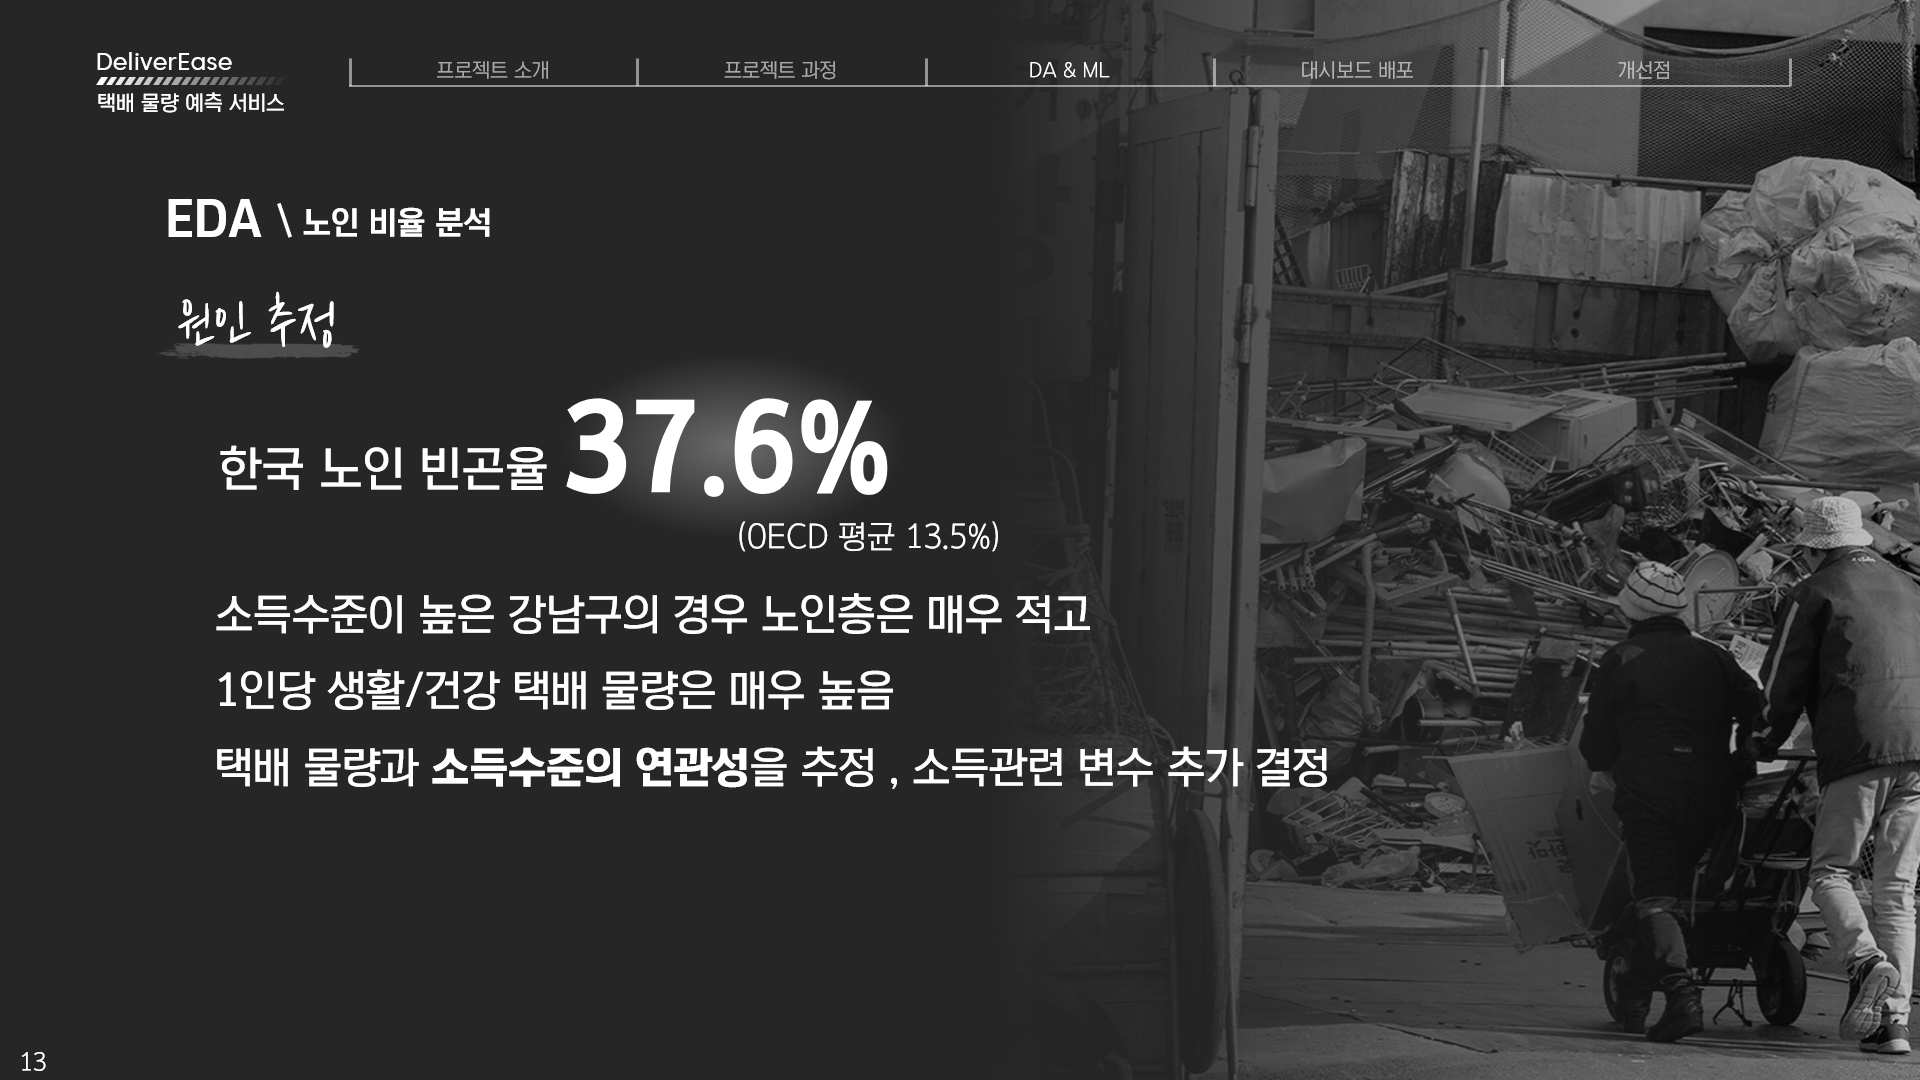 DeliverEase
택배 물량 예측 서비스
프로젝트 소개
프로젝트 과정
DA & ML
대시보드 배포
개선점
EDA \ 노인 비율 분석
원인 추정
한국 노인 빈곤율 37.6%
(OECD 평균 13.5%)
소득수준이 높은 강남구의 경우 노인층은 매우 적고
1인당 생활/건강 택배 물량은 매우 높음
택배 물량과 소득수준의 연관성을 추정 , 소득관련 변수 추가 결정
13